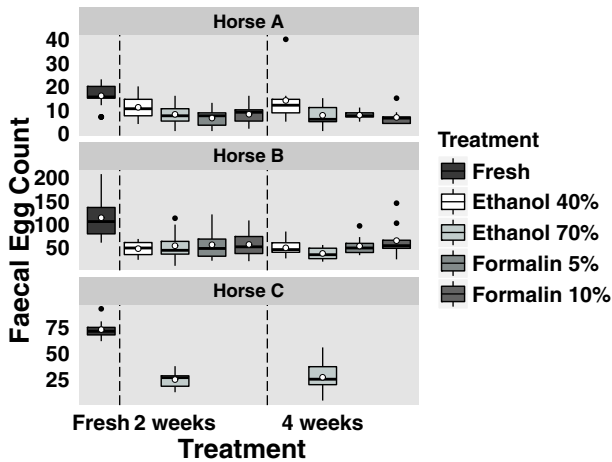 Horse A
40
30
20
10
0
Horse B
200
150
100
50
Horse C
75
50
25
Faecal Egg Count
Fresh 2 weeks 4 weeks
Treatment
Treatment
Fresh
Ethanol 40%
Ethanol 70%
Formalin 5%
Formalin 10%